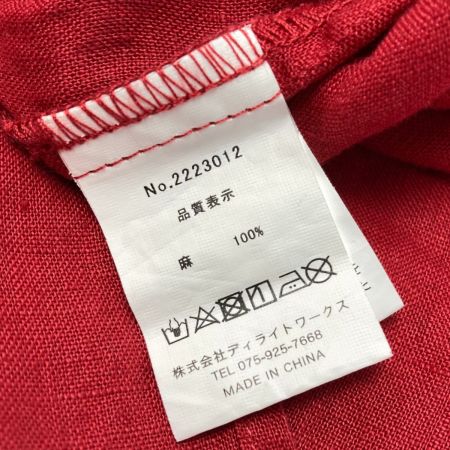 No.2223012
品質表示
麻 100%
株式会社ディライトワークス
TEL 075-925-7668
MADE IN CHINA